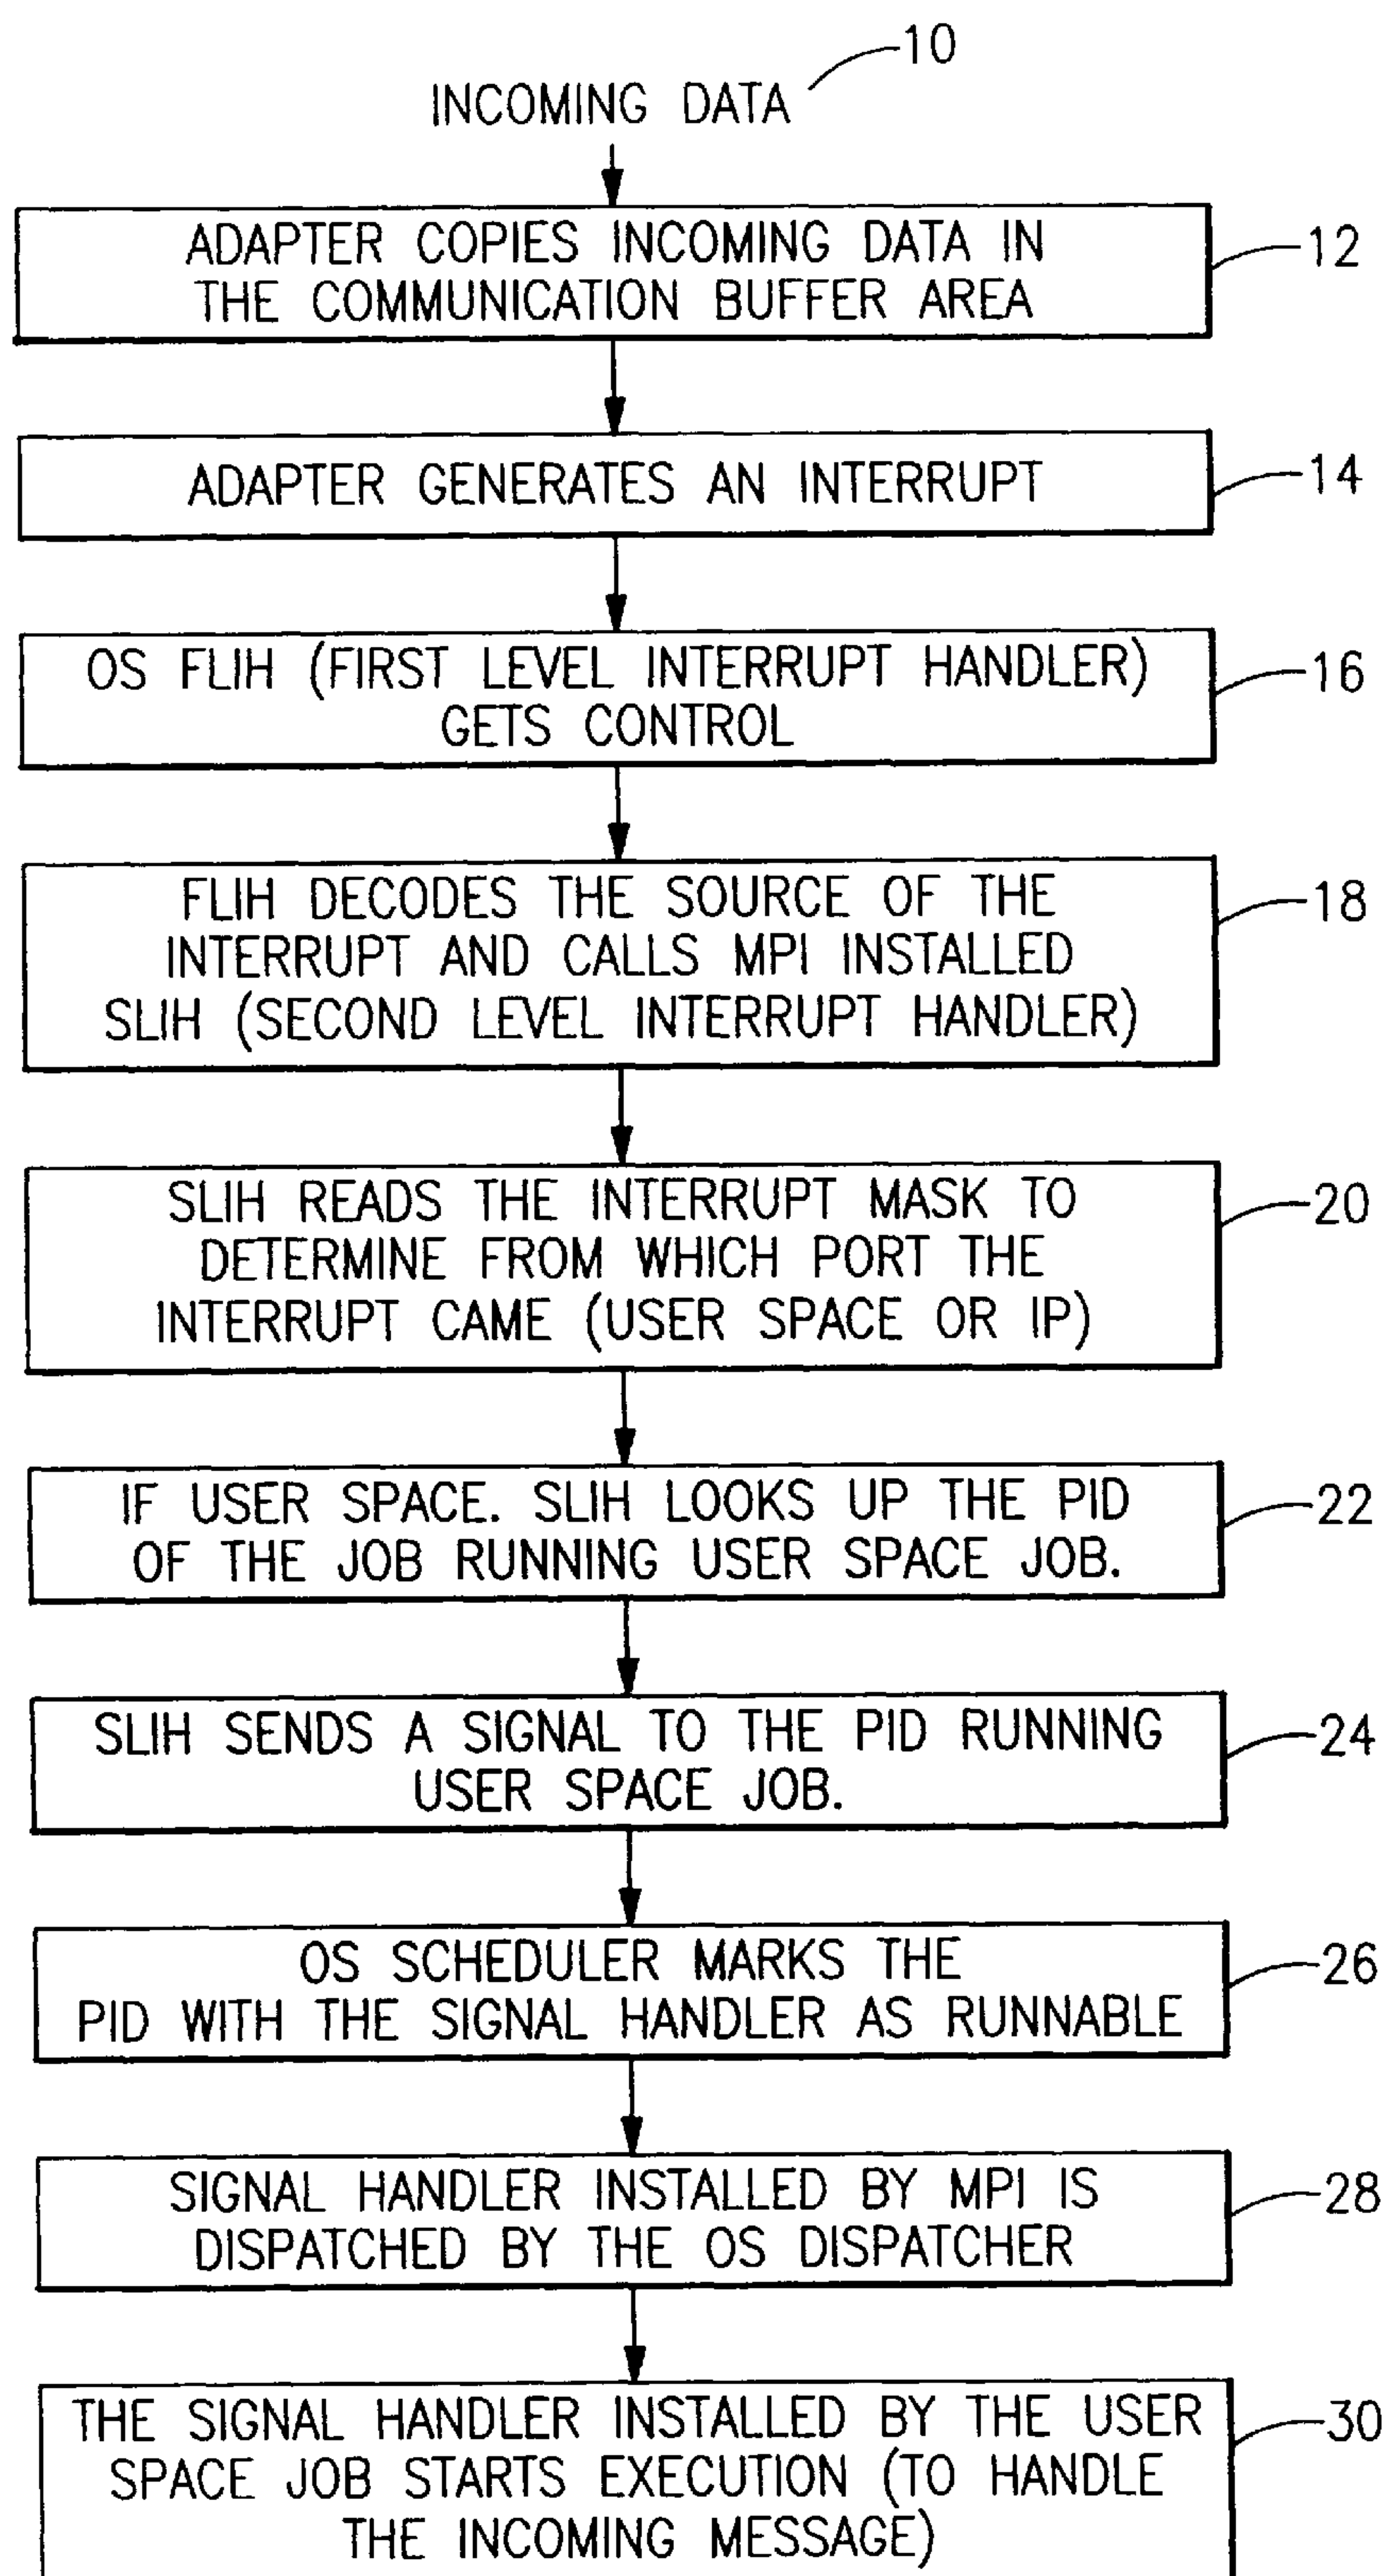 10
INCOMING DATA
ADAPTER COPIES INCOMING DATA IN
THE COMMUNICATION BUFFER AREA
12
ADAPTER GENERATES AN INTERRUPT
14
OS FLIH (FIRST LEVEL INTERRUPT HANDLER)
GETS CONTROL
16
FLIH DECODES THE SOURCE OF THE
INTERRUPT AND CALLS MPI INSTALLED
SLIH (SECOND LEVEL INTERRUPT HANDLER)
18
SLIH READS THE INTERRUPT MASK TO
DETERMINE FROM WHICH PORT THE
INTERRUPT CAME (USER SPACE OR IP)
20
IF USER SPACE. SLIH LOOKS UP THE PID
OF THE JOB RUNNING USER SPACE JOB.
22
SLIH SENDS A SIGNAL TO THE PID RUNNING
USER SPACE JOB.
24
OS SCHEDULER MARKS THE
PID WITH THE SIGNAL HANDLER AS RUNNABLE
26
SIGNAL HANDLER INSTALLED BY MPI IS
DISPATCHED BY THE OS DISPATCHER
28
THE SIGNAL HANDLER INSTALLED BY THE USER
SPACE JOB STARTS EXECUTION (TO HANDLE
THE INCOMING MESSAGE)
30